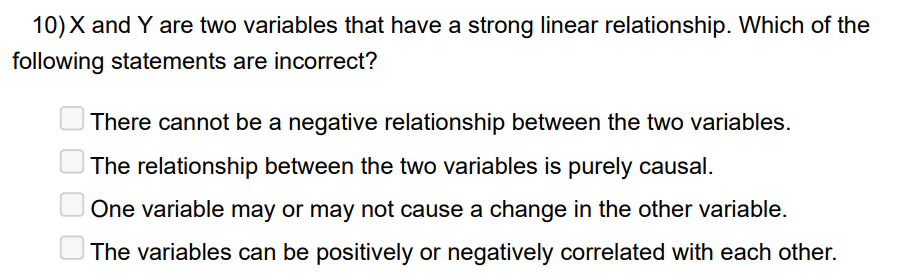 10) X and Y are two variables that have a strong linear relationship. Which of the
following statements are incorrect?
There cannot be a negative relationship between the two variables.
The relationship between the two variables is purely causal.
One variable may or may not cause a change in the other variable.
The variables can be positively or negatively correlated with each other.